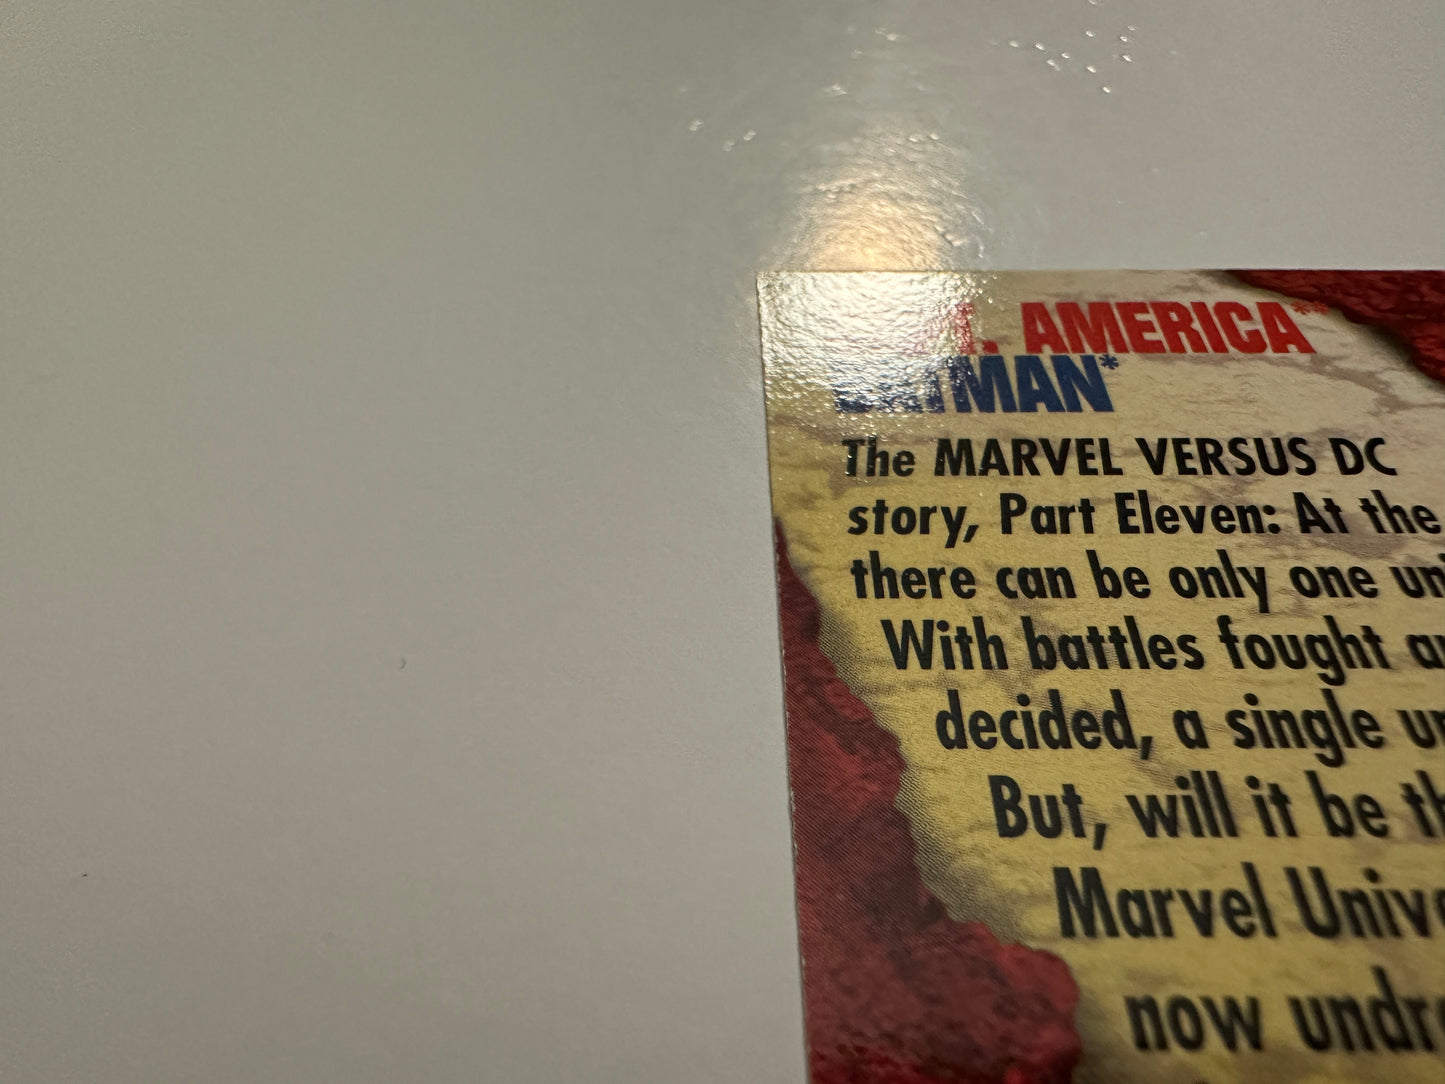 AMERICA**
The MARVEL VERSUS DC
story, Part Eleven: At the
there can be only one
With battles fought
decided, a single
But, will it be
Marvel
now